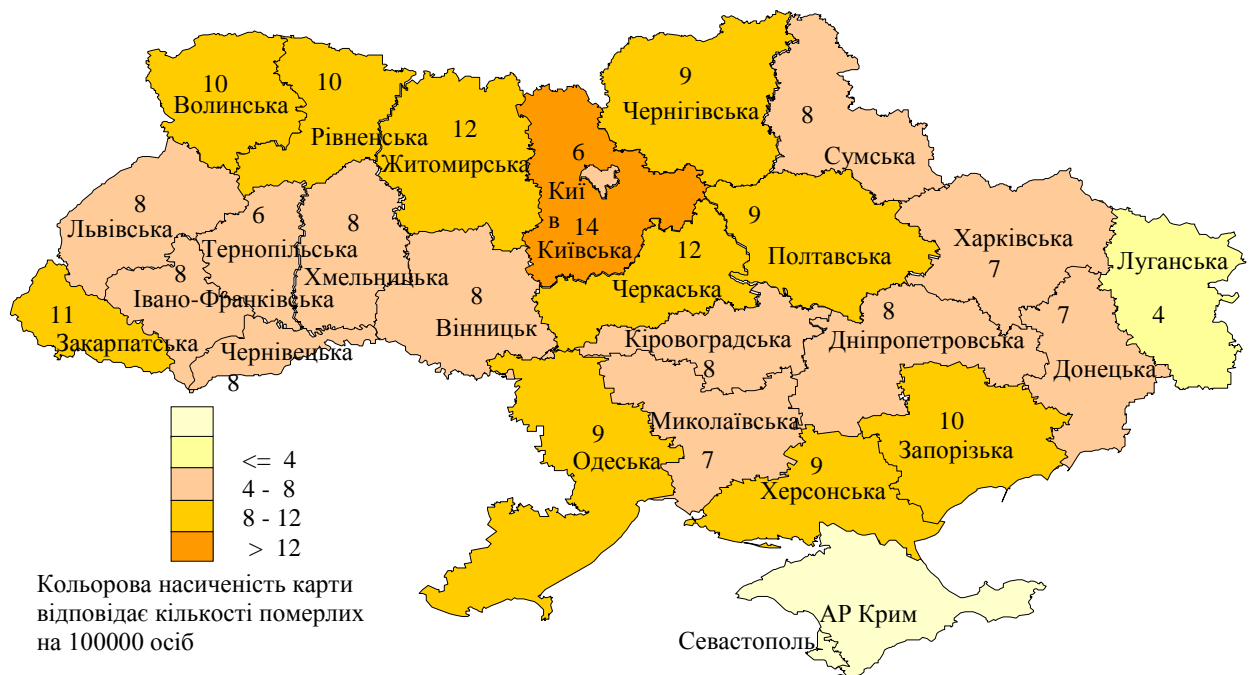 10
Волинська
10
Рівненська
12
Житомирська
6
Киї
в
14
Київська
9
Чернігівська
8
Сумська
8
Львівська
6
Тернопільська
8
Хмельницька
8
Івано-Франківська
11
Закарпатська
Чернівецька
8
8
Вінницьк
12
Черкаська
9
Полтавська
Харківська
7
Луганська
4
Кіровоградська
8
8
Дніпропетровська
7
Донецька
9
Одеська
Миколаївська
7
9
Херсонська
10
Запорізька
АР Крим
Севастополь
<= 4
4 - 8
8 - 12
> 12
Кольорова насиченість карти
відповідає кількості померлих
на 100000 осіб